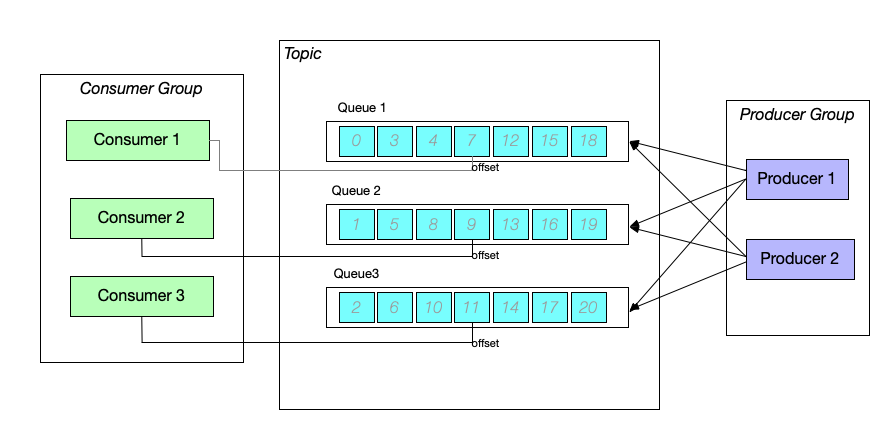 Topic
Consumer Group
Consumer 1
Consumer 2
Consumer 3
Queue 1
0 3 4 7 12 15 18
offset
Queue 2
1 5 8 9 13 16 19
offset
Queue3
2 6 10 11 14 17 20
offset
Producer Group
Producer 1
Producer 2